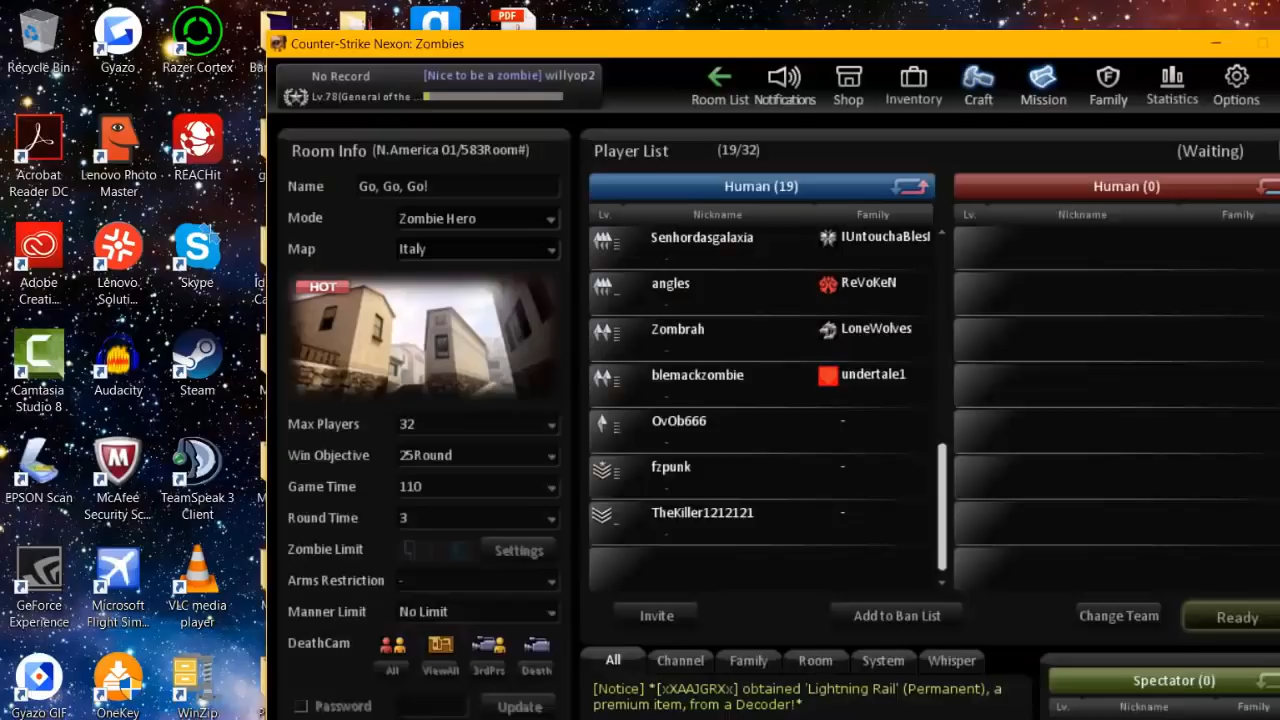 PDF
Counter-Strike Nexon: Zombies
Recycle Bin
Gyazo
Razer Cortex
No Record
[Nice to be a zombie] willyop2
Lv.78(General of the ...
Room List
Notifications
Shop
Inventory
Craft
Mission
Family
Statistics
Options
Acrobat
Reader DC
Lenovo Photo
Master
REACHit
Adobe
Creati...
Lenovo
Soluti...
Skype
Camtasia
Studio 8
Audacity
Steam
EPSON Scan
McAfee
Security Sc...
TeamSpeak 3
Client
GeForce
Experience
Microsoft
Flight Sim...
VLC media
player
Gyazo GIF
OneKey
WinZip
Room Info (N.America 01/583Room#)
Name Go, Go, Go!
Mode Zombie Hero
Map Italy
HOT
Max Players 32
Win Objective 25Round
Game Time 110
Round Time 3
Zombie Limit Settings
Arms Restriction -
Manner Limit No Limit
DeathCam
All ViewAll 3rdPrs Death
Password Update
Player List (19/32) (Waiting)
Human (19)
Lv. Nickname Family
Senhordasgalaxia IUntouchaBlesI
-
angles ReVoKeN
-
Zombrah LoneWolves
-
blemackzombie undertale1
-
OvOb666 -
-
fzpunk -
-
TheKiller1212121 -
-
Human (0)
Lv. Nickname Family
Invite Add to Ban List Change Team Ready
All Channel Family Room System Whisper
[Notice] *[xXAAJGRXx] obtained 'Lightning Rail' (Permanent), a
premium item, from a Decoder!*
Spectator (0)
Lv. Nickname Family